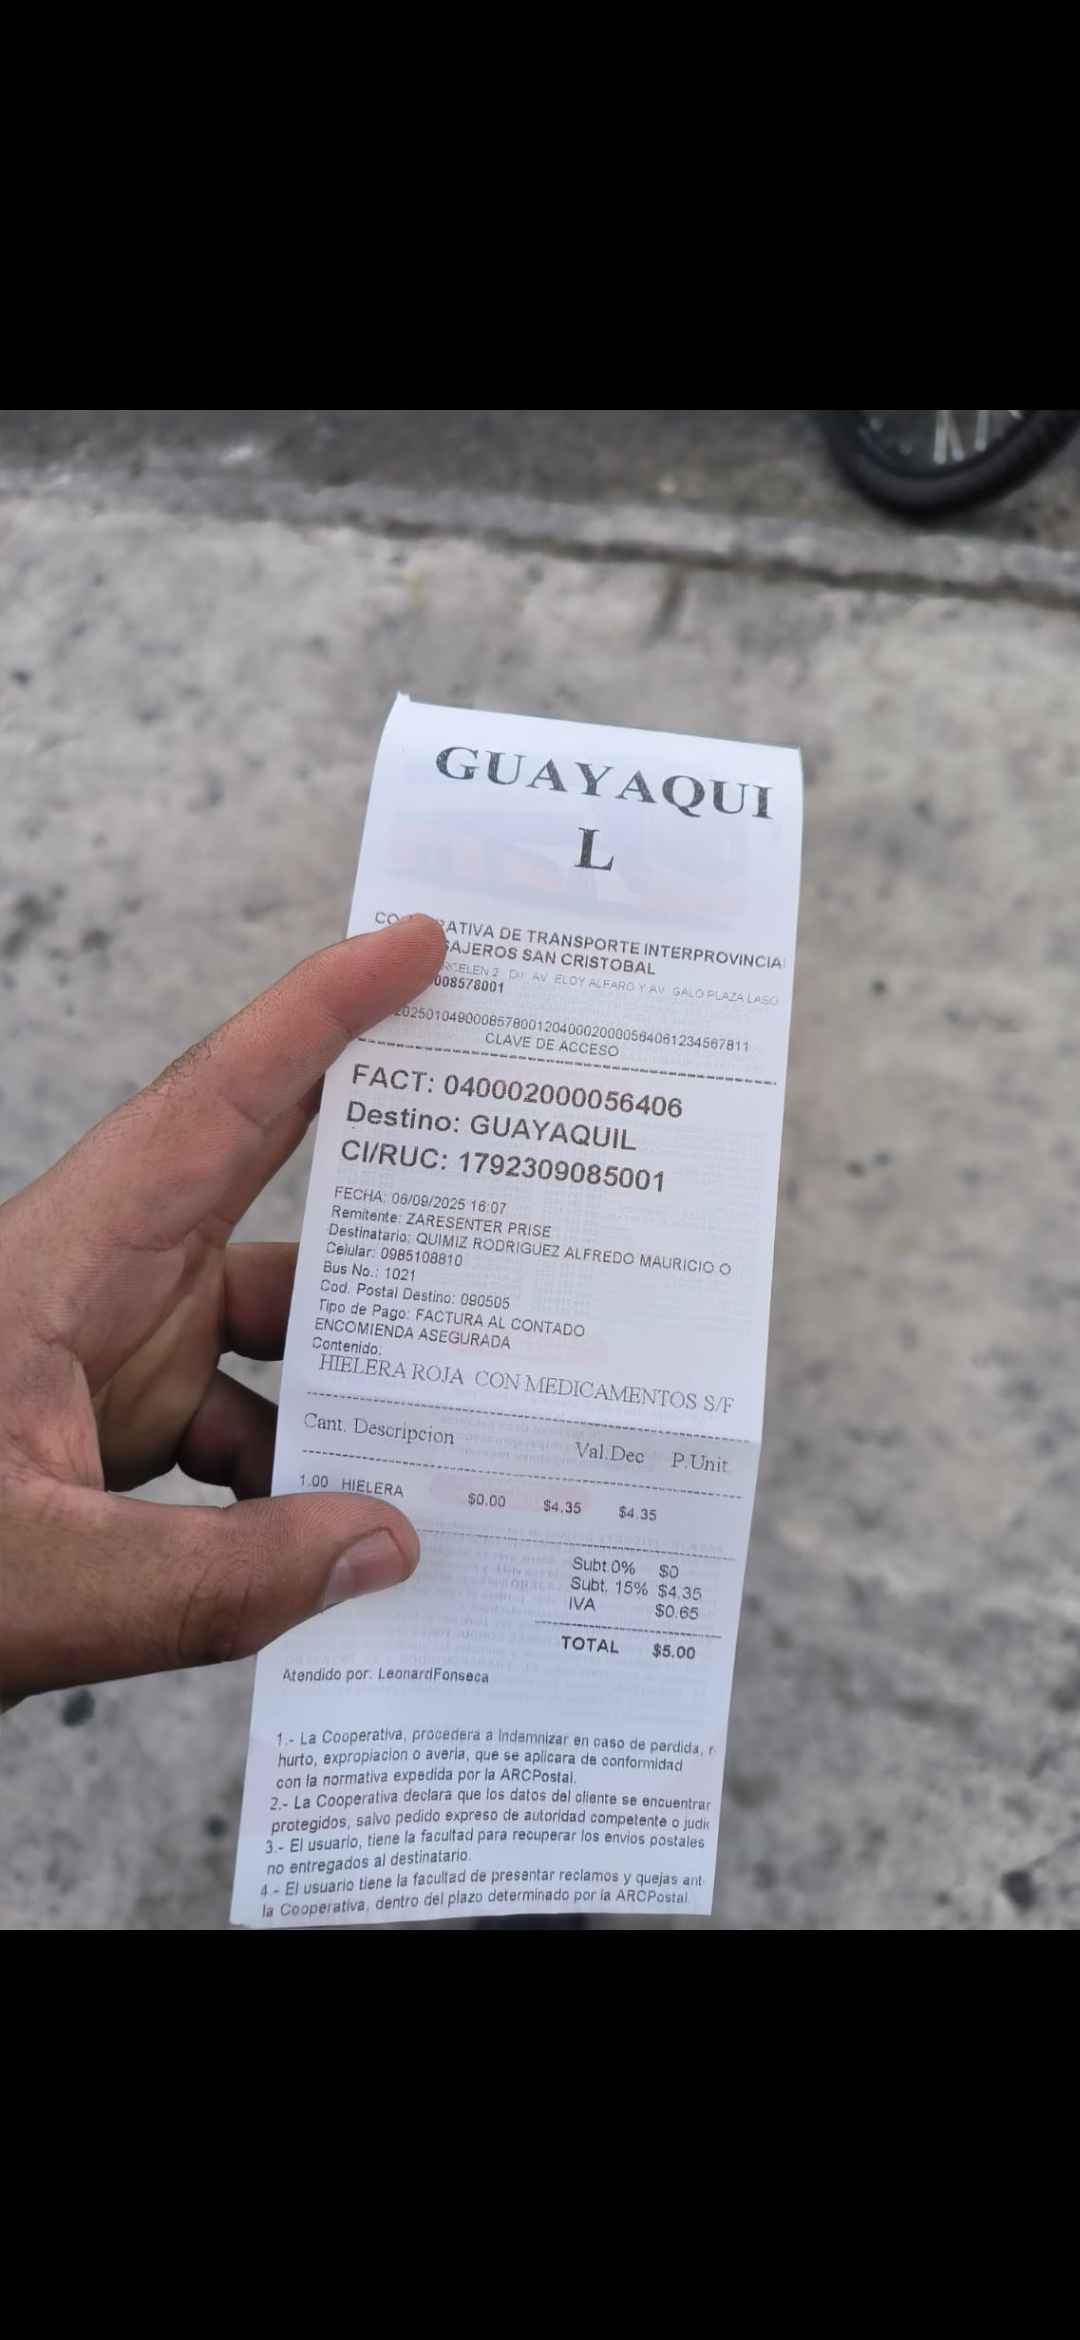 GUAYAQUI
L
DE TRANSPORTE INTERPROVINCIA
SAN CRISTOBAL
AV. ELOY ALFARO Y AV. GALO PLAZA LASO
CLAVE DE ACCESO
FACT: 040002000056406
Destino: GUAYAQUIL
CI/RUC: 1792309085001
FECHA: 06/09/2025 16:07
Remitente: ZARESENTER PRISE
Destinatario: QUIMIZ RODRIGUEZ ALFREDO MAURICIO O
Celular: 0985108810
Bus No.: 1021
Cod. Postal Destino: 090505
Tipo de Pago: FACTURA AL CONTADO
ENCOMIENDA ASEGURADA
Contenido:
HIELERA ROJA CON MEDICAMENTOS S/F
Cant. Descripcion Val.Dec P.Unit
1.00 HIELERA $0.00 $4.35 $4.35
Subt.0% $0
Subt. 15% $4.35
IVA $0.65
TOTAL $5.00
Atendido por: LeonardFonseca
1.- La Cooperativa, procedera a Indemnizar en caso de perdida, r
hurto, expropiacion o averia, que se aplicara de conformidad
con la normativa expedida por la ARCPostal.
2.- La Cooperativa declara que los datos del cliente se encuentrar
protegidos, salvo pedido expreso de autoridad competente o judic
3.- El usuario, tiene la facultad para recuperar los envios postales
no entregados al destinatario.
4.- El usuario tiene la facultad de presentar reclamos y quejas ant
la Cooperativa, dentro del plazo determinado por la ARCPostal.